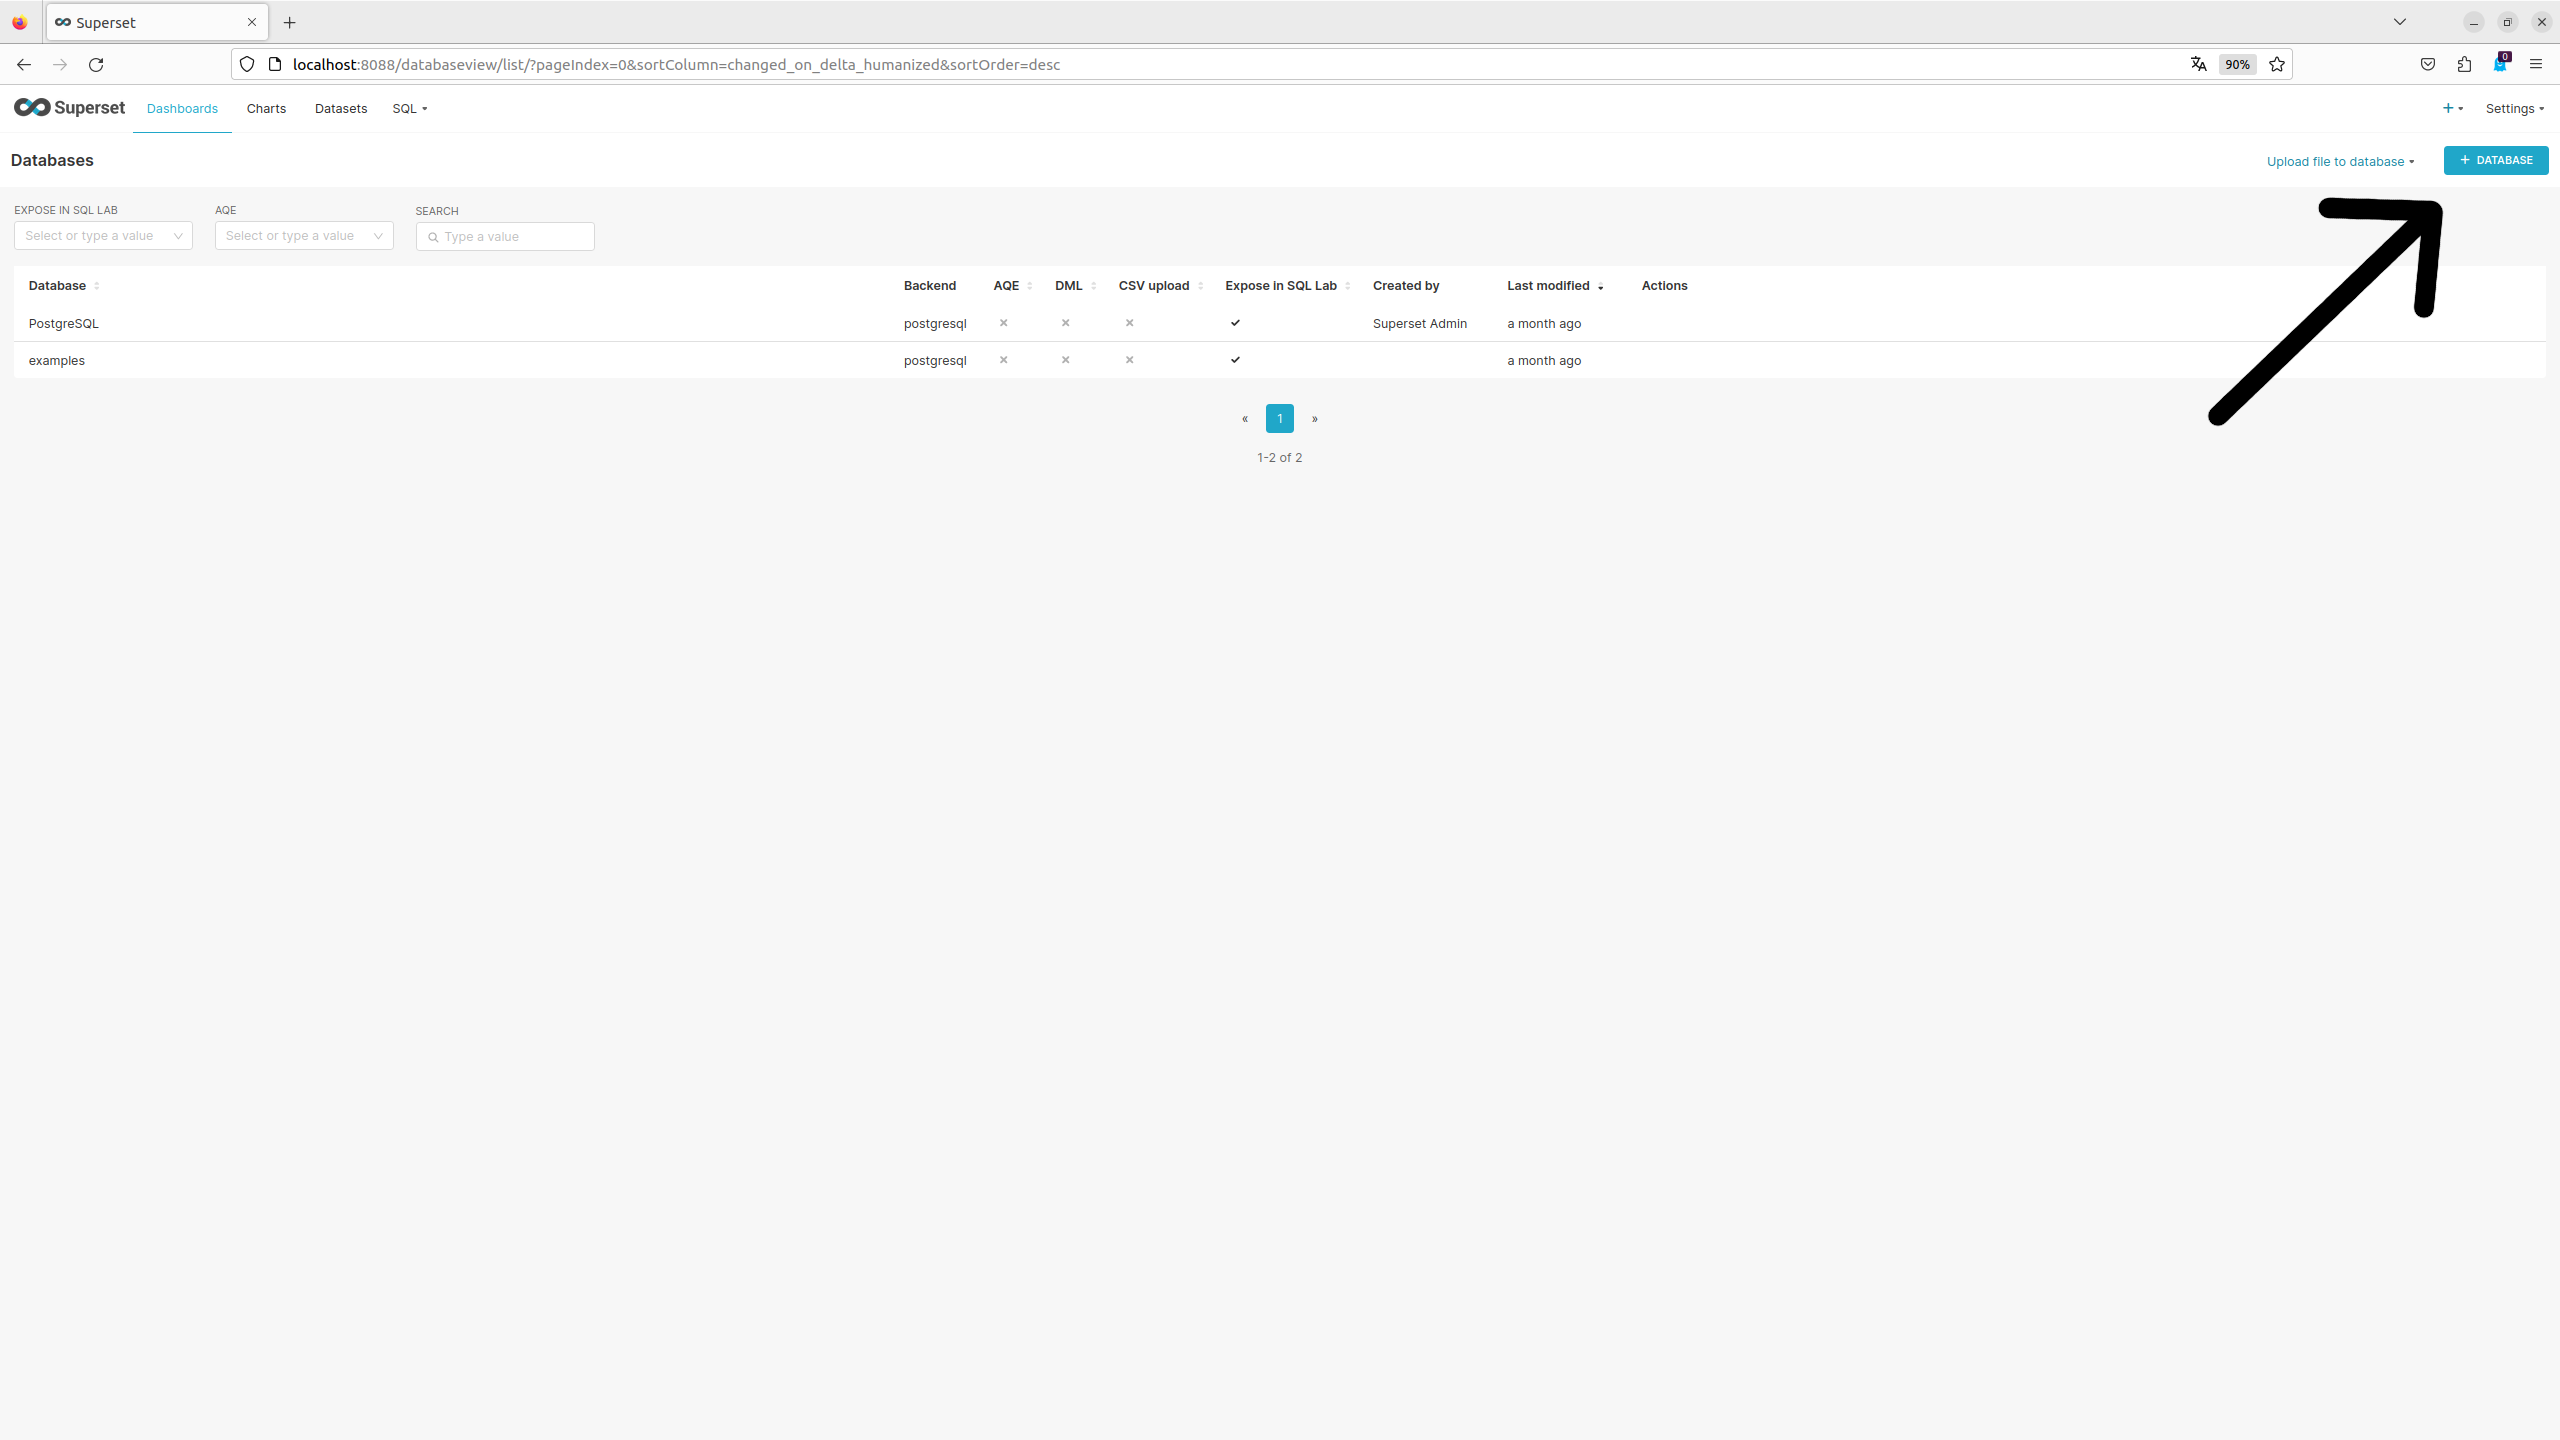 Superset
localhost:8088/databaseview/list/?pageIndex=0&sortColumn=changed_on_delta_humanized&sortOrder=desc
90%
0
Superset Dashboards Charts Datasets SQL
+ Settings
Databases
Upload file to database + DATABASE
EXPOSE IN SQL LAB AQE SEARCH
Select or type a value Select or type a value Type a value
Database Backend AQE DML CSV upload Expose in SQL Lab Created by Last modified Actions
PostgreSQL postgresql Superset Admin a month ago
examples postgresql a month ago
« 1 »
1-2 of 2